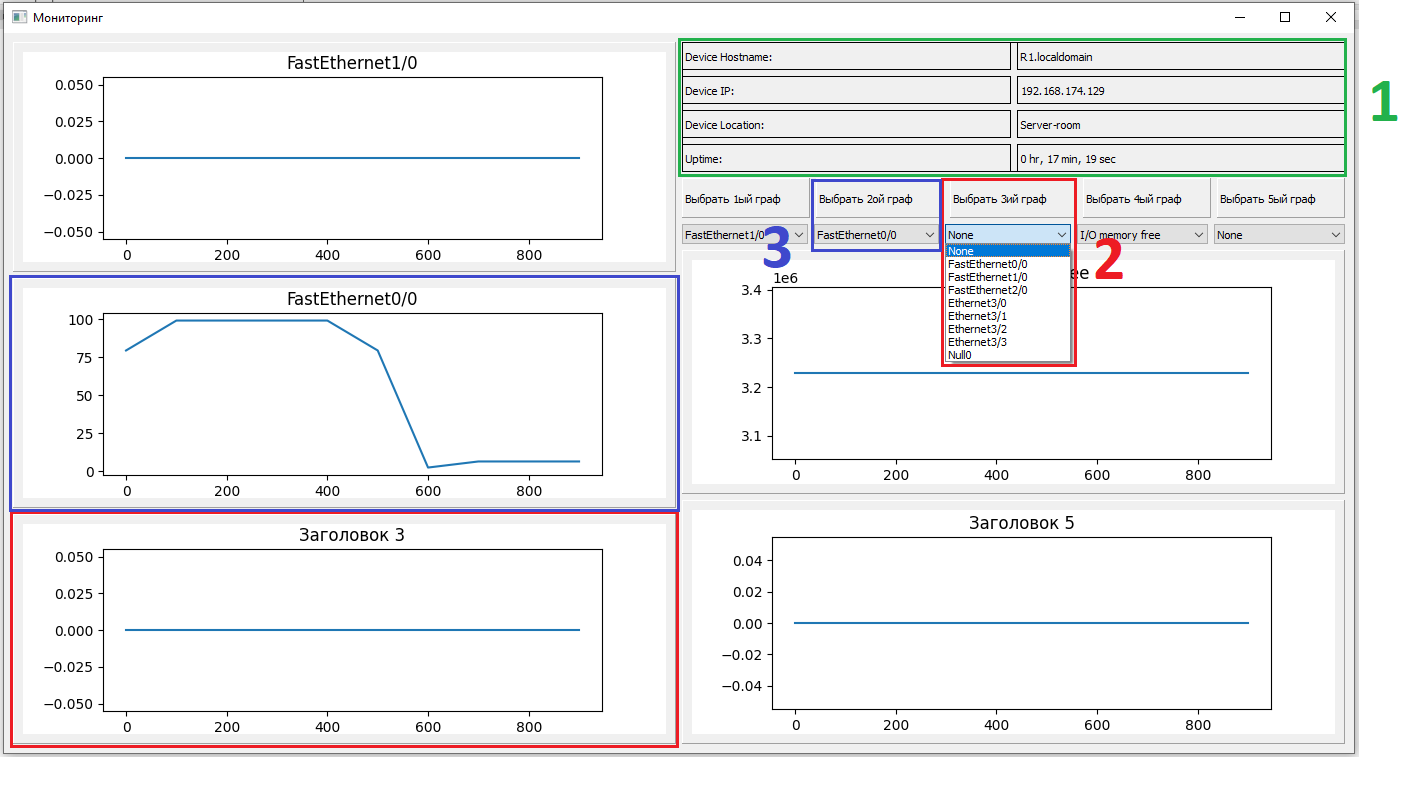 Мониторинг
FastEthernet1/0
0.050
0.025
0.000
−0.025
−0.050
0 200 400 600 800
FastEthernet0/0
100
75
50
25
0
0 200 400 600 800
Заголовок 3
0.050
0.025
0.000
−0.025
−0.050
0 200 400 600 800
Device Hostname: R1.localdomain
Device IP: 192.168.174.129
Device Location: Server-room
Uptime: 0 hr, 17 min, 19 sec
1
Выбрать 1ый граф Выбрать 2ой граф Выбрать 3ий граф Выбрать 4ый граф Выбрать 5ый граф
FastEthernet1/0 FastEthernet0/0 None I/O memory free None
3
2
None
FastEthernet0/0
FastEthernet1/0
FastEthernet2/0
Ethernet3/0
Ethernet3/1
Ethernet3/2
Ethernet3/3
Null0
1e6
3.4
3.3
3.2
3.1
0 200 400 600 800
Заголовок 5
0.04
0.02
0.00
−0.02
−0.04
0 200 400 600 800